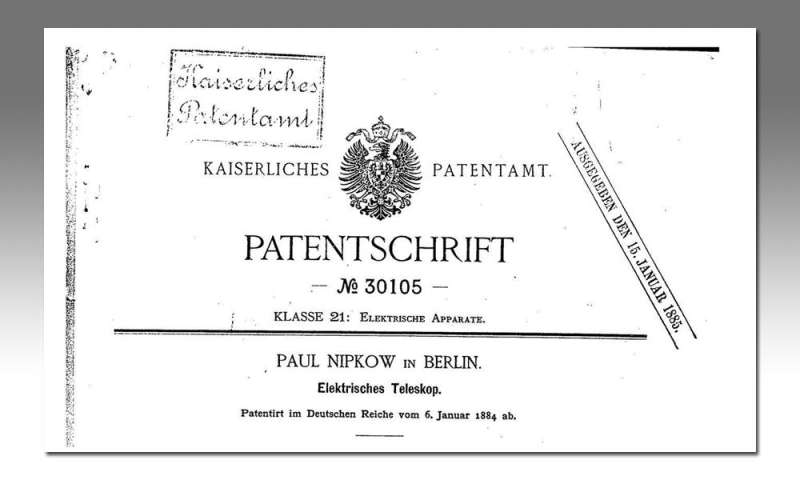 Kaiserliches
Patentamt
KAISERLICHES PATENTAMT.
AUSGEGEBEN DEN 15. JANUAR 1885.
PATENTSCHRIFT
— № 30105 —
KLASSE 21: ELEKTRISCHE APPARATE.
PAUL NIPKOW IN BERLIN.
Elektrisches Teleskop.
Patentirt im Deutschen Reiche vom 6. Januar 1884 ab.